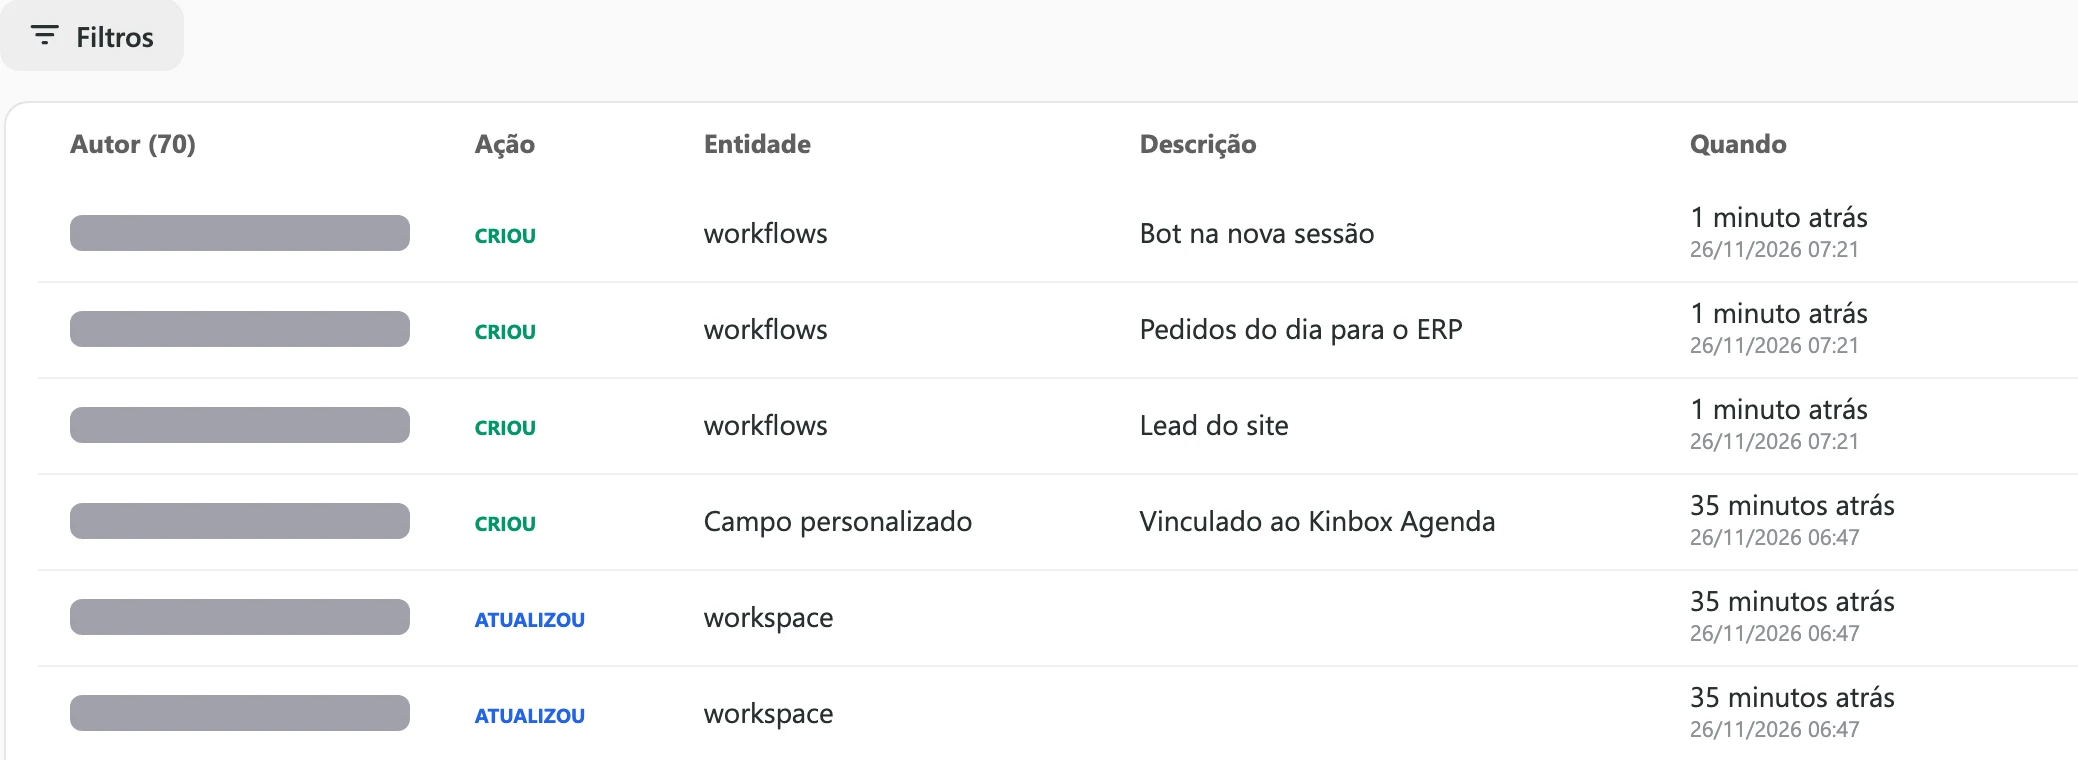 Filtros
Autor (70) Ação Entidade Descrição Quando
CRIOU workflows Bot na nova sessão 1 minuto atrás
26/11/2026 07:21
CRIOU workflows Pedidos do dia para o ERP 1 minuto atrás
26/11/2026 07:21
CRIOU workflows Lead do site 1 minuto atrás
26/11/2026 07:21
CRIOU Campo personalizado Vinculado ao Kinbox Agenda 35 minutos atrás
26/11/2026 06:47
ATUALIZOU workspace 35 minutos atrás
26/11/2026 06:47
ATUALIZOU workspace 35 minutos atrás
26/11/2026 06:47